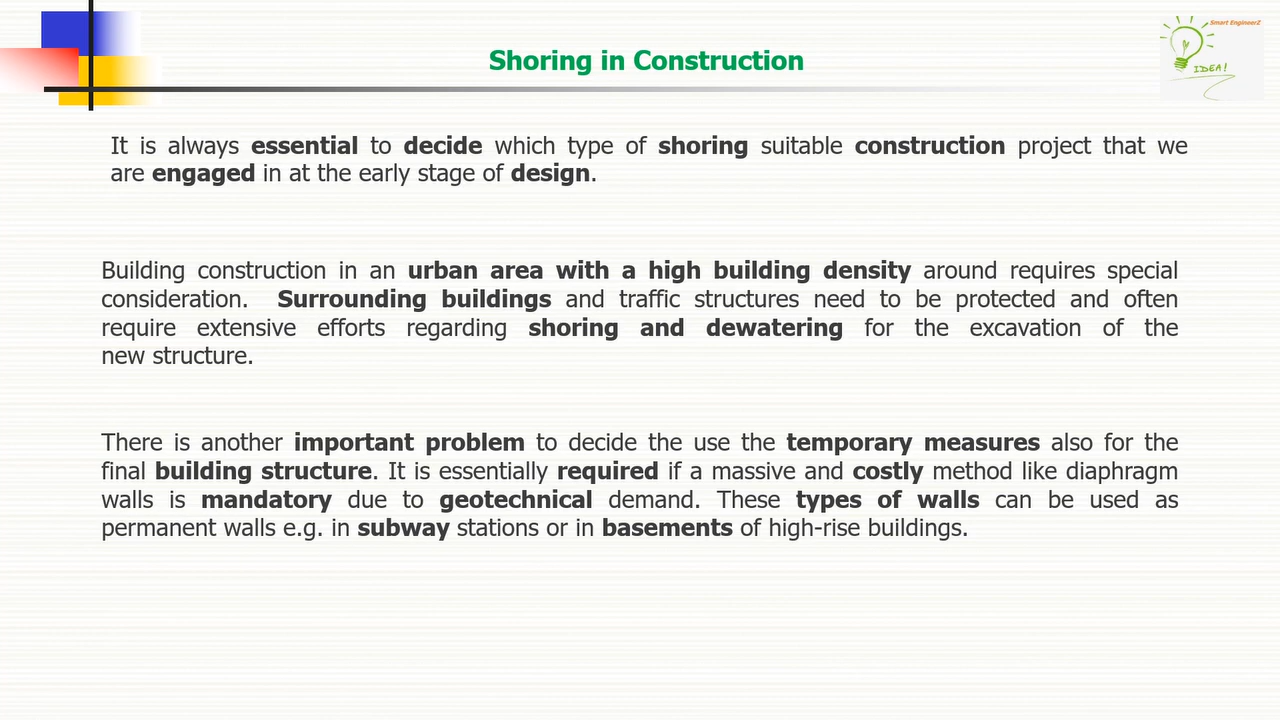 Smart EngineerZ
Shoring in Construction
IDEA!
It is always essential to decide which type of shoring suitable construction project that we
are engaged in at the early stage of design.
Building construction in an urban area with a high building density around requires special
consideration. Surrounding buildings and traffic structures need to be protected and often
require extensive efforts regarding shoring and dewatering for the excavation of the
new structure.
There is another important problem to decide the use the temporary measures also for the
final building structure. It is essentially required if a massive and costly method like diaphragm
walls is mandatory due to geotechnical demand. These types of walls can be used as
permanent walls e.g. in subway stations or in basements of high-rise buildings.